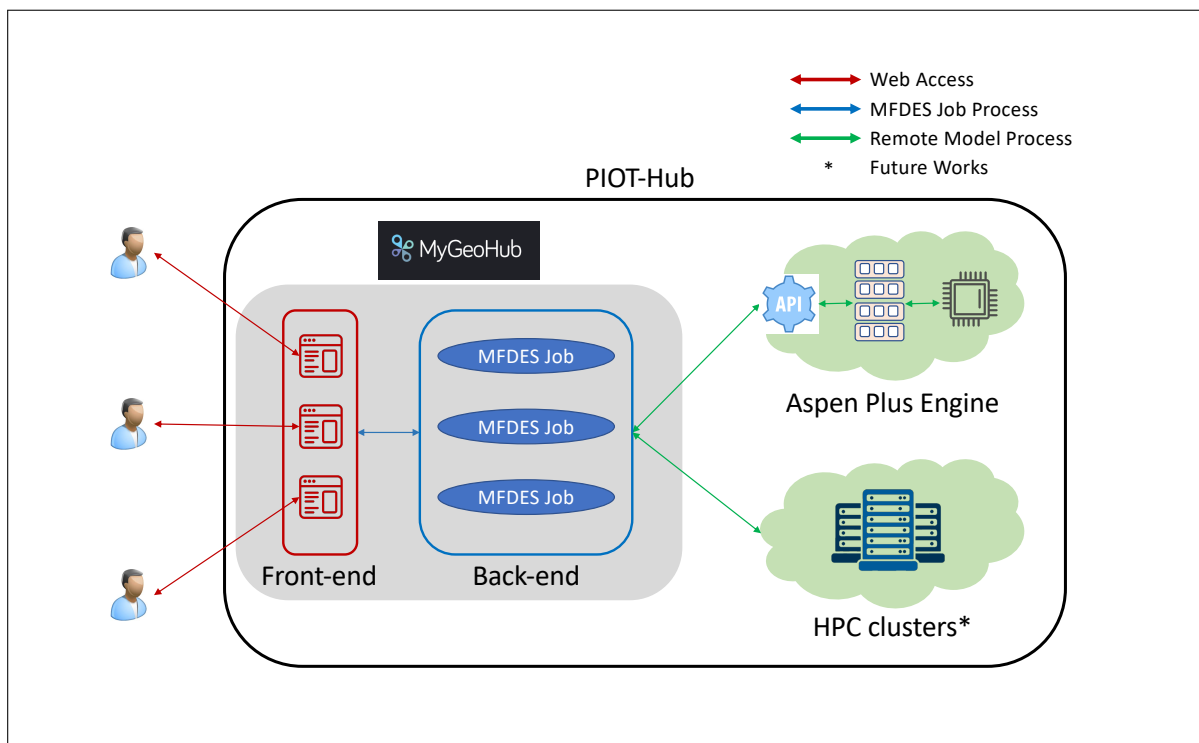 Web Access
MFDES Job Process
Remote Model Process
* Future Works
PIOT-Hub
MyGeoHub
API
MFDES Job
MFDES Job
MFDES Job
Aspen Plus Engine
Front-end
Back-end
HPC clusters*